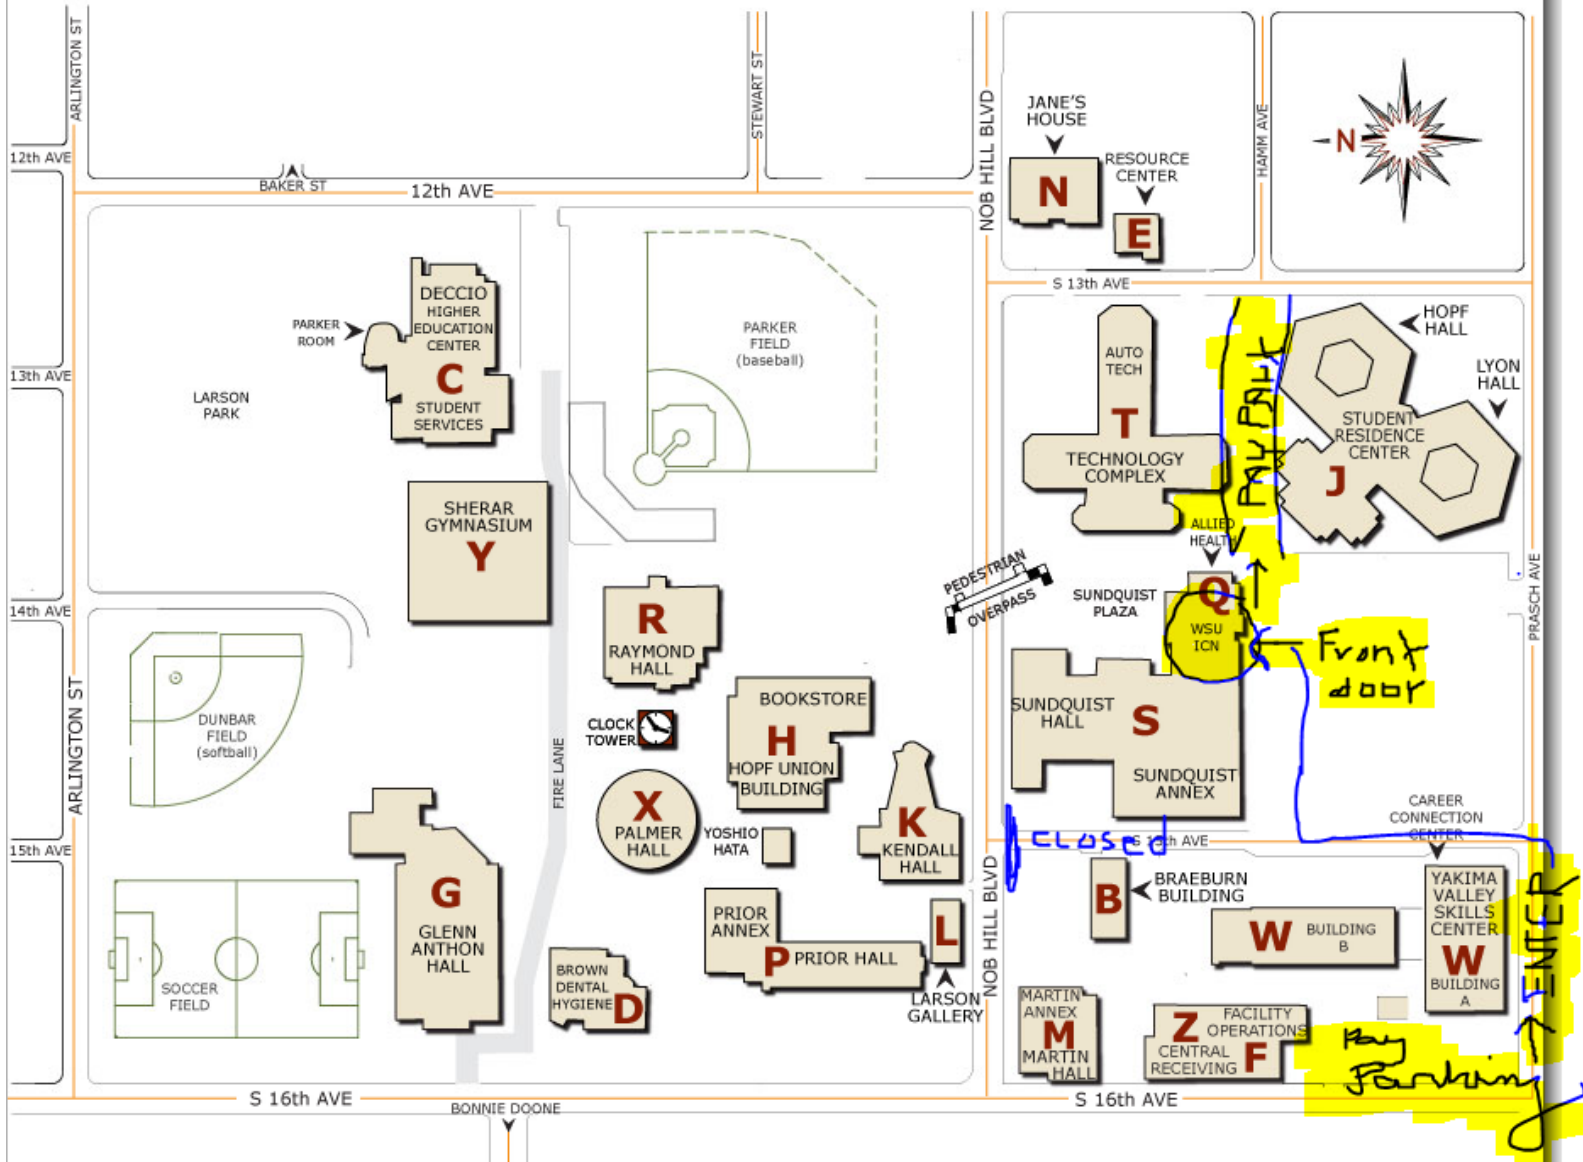 ARLINGTON ST
STEWART ST
NOB HILL BLVD
HAMM AVE
12th AVE
BAKER ST
12th AVE
JANE'S
HOUSE
N
RESOURCE
CENTER
E
N
S 13th AVE
DECCIO
HIGHER
EDUCATION
CENTER
C
STUDENT
SERVICES
PARKER
ROOM
PARKER
FIELD
(baseball)
13th AVE
LARSON
PARK
AUTO
TECH
T
TECHNOLOGY
COMPLEX
PAY PARK
HOPF
HALL
LYON
HALL
STUDENT
RESIDENCE
CENTER
J
SHERAR
GYMNASIUM
Y
ALLIED
HEALTH
PEDESTRIAN
OVERPASS
SUNDQUIST
PLAZA
Q
WSU
ICN
PRASCH AVE
14th AVE
R
RAYMOND
HALL
Front
door
DUNBAR
FIELD
(softball)
ARLINGTON ST
FIRE LANE
CLOCK
TOWER
BOOKSTORE
H
HOPF UNION
BUILDING
SUNDQUIST
HALL
S
SUNDQUIST
ANNEX
X
PALMER
HALL
YOSHIO
HATA
K
KENDALL
HALL
CAREER
CONNECTION
CENTER
CLOSED
S 15th AVE
15th AVE
NOB HILL BLVD
G
GLENN
ANTHON
HALL
PRIOR
ANNEX
P
PRIOR HALL
L
LARSON
GALLERY
B
BRAEBURN
BUILDING
W
BUILDING
B
YAKIMA
VALLEY
SKILLS
CENTER
W
BUILDING
A
ENTER
SOCCER
FIELD
BROWN
DENTAL
HYGIENE
D
MARTIN
ANNEX
M
MARTIN
HALL
Z
FACILITY
OPERATIONS
CENTRAL
RECEIVING
F
Pay
Parking
S 16th AVE
BONNIE DOONE
S 16th AVE